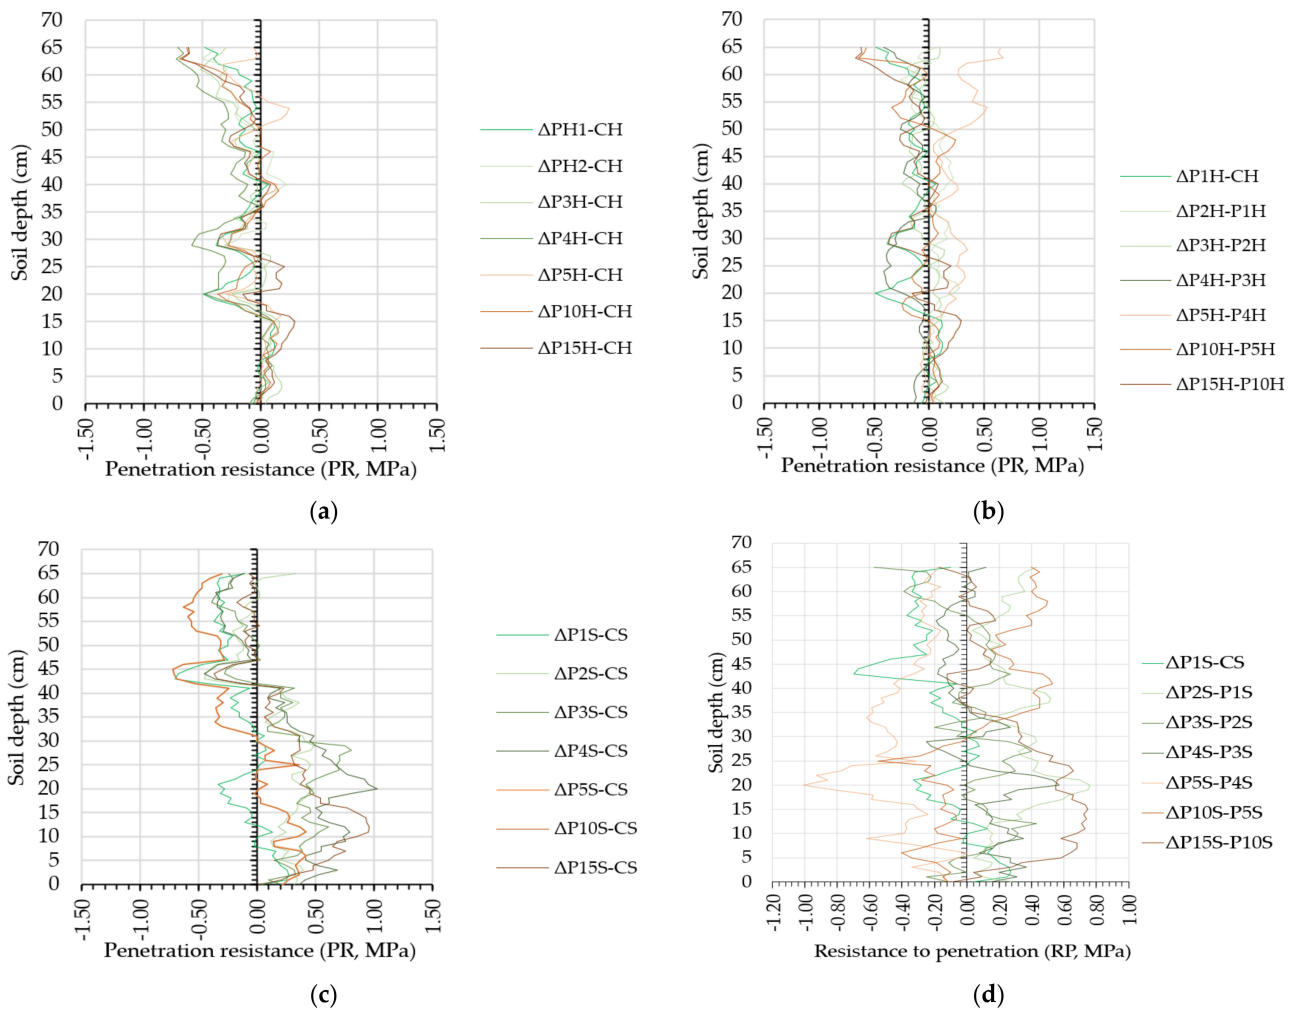 70
65
60
55
50
45
40
35
30
25
20
15
10
5
0
Soil depth (cm)
-1.50
-1.00
-0.50
0.00
0.50
1.00
1.50
Penetration resistance (PR, MPa)
ΔPH1-CH
ΔPH2-CH
ΔP3H-CH
ΔP4H-CH
ΔP5H-CH
ΔP10H-CH
ΔP15H-CH
(a)
70
65
60
55
50
45
40
35
30
25
20
15
10
5
0
Soil depth (cm)
-1.50
-1.00
-0.50
0.00
0.50
1.00
1.50
Penetration resistance (PR, MPa)
ΔP1H-CH
ΔP2H-P1H
ΔP3H-P2H
ΔP4H-P3H
ΔP5H-P4H
ΔP10H-P5H
ΔP15H-P10H
(b)
70
65
60
55
50
45
40
35
30
25
20
15
10
5
0
Soil depth (cm)
-1.50
-1.00
-0.50
0.00
0.50
1.00
1.50
Penetration resistance (PR, MPa)
ΔP1S-CS
ΔP2S-CS
ΔP3S-CS
ΔP4S-CS
ΔP5S-CS
ΔP10S-CS
ΔP15S-CS
(c)
70
65
60
55
50
45
40
35
30
25
20
15
10
5
0
Soil depth (cm)
-1.20
-1.00
-0.80
-0.60
-0.40
-0.20
0.00
0.20
0.40
0.60
0.80
1.00
Resistance to penetration (RP, MPa)
ΔP1S-CS
ΔP2S-P1S
ΔP3S-P2S
ΔP4S-P3S
ΔP5S-P4S
ΔP10S-P5S
ΔP15S-P10S
(d)